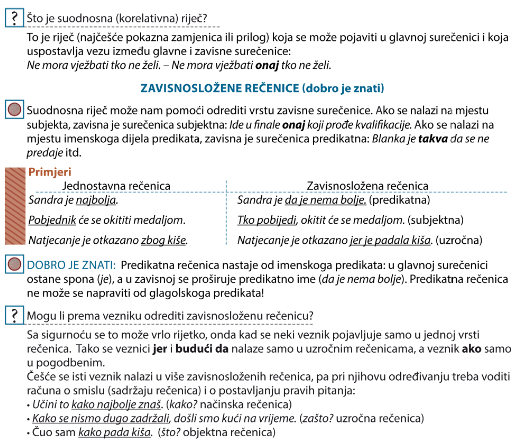 ? Što je suodnosna (korelativna) riječ?
To je riječ (najčešće pokazna zamjenica ili prilog) koja se može pojaviti u glavnoj surečenici i koja
uspostavlja vezu između glavne i zavisne surečenice:
Ne mora vježbati tko ne želi. – Ne mora vježbati onaj tko ne želi.
ZAVISNOSLOŽENE REČENICE (dobro je znati)
Suodnosna riječ može nam pomoći odrediti vrstu zavisne surečenice. Ako se nalazi na mjestu
subjekta, zavisna je surečenica subjektna: Ide u finale onaj koji prođe kvalifikacije. Ako se nalazi na
mjestu imenskoga dijela predikata, zavisna je surečenica predikatna: Blanka je takva da se ne
predaje itd.
Primjeri
Jednostavna rečenica Zavisnosložena rečenica
Sandra je najbolja. Sandra je da je nema bolje. (predikatna)
Pobjednik će se okititi medaljom. Tko pobijedi, okitit će se medaljom. (subjektna)
Natjecanje je otkazano zbog kiše. Natjecanje je otkazano jer je padala kiša. (uzročna)
DOBRO JE ZNATI: Predikatna rečenica nastaje od imenskoga predikata: u glavnoj surečenici
ostane spona (je), a u zavisnoj se proširuje predikatno ime (da je nema bolje). Predikatna rečenica
ne može se napraviti od glagolskoga predikata!
? Mogu li prema vezniku odrediti zavisnosloženu rečenicu?
Sa sigurnoću se to može vrlo rijetko, onda kad se neki veznik pojavljuje samo u jednoj vrsti
rečenica. Tako se veznici jer i budući da nalaze samo u uzročnim rečenicama, a veznik ako samo
u pogodbenim.
Češće se isti veznik nalazi u više zavisnosloženih rečenica, pa pri njihovu određivanju treba voditi
računa o smislu (sadržaju rečenica) i o postavljanju pravih pitanja:
• Učini to kako najbolje znaš. (kako? načinska rečenica)
• Kako se nismo dugo zadržali, došli smo kući na vrijeme. (zašto? uzročna rečenica)
• Čuo sam kako pada kiša. (što? objektna rečenica)